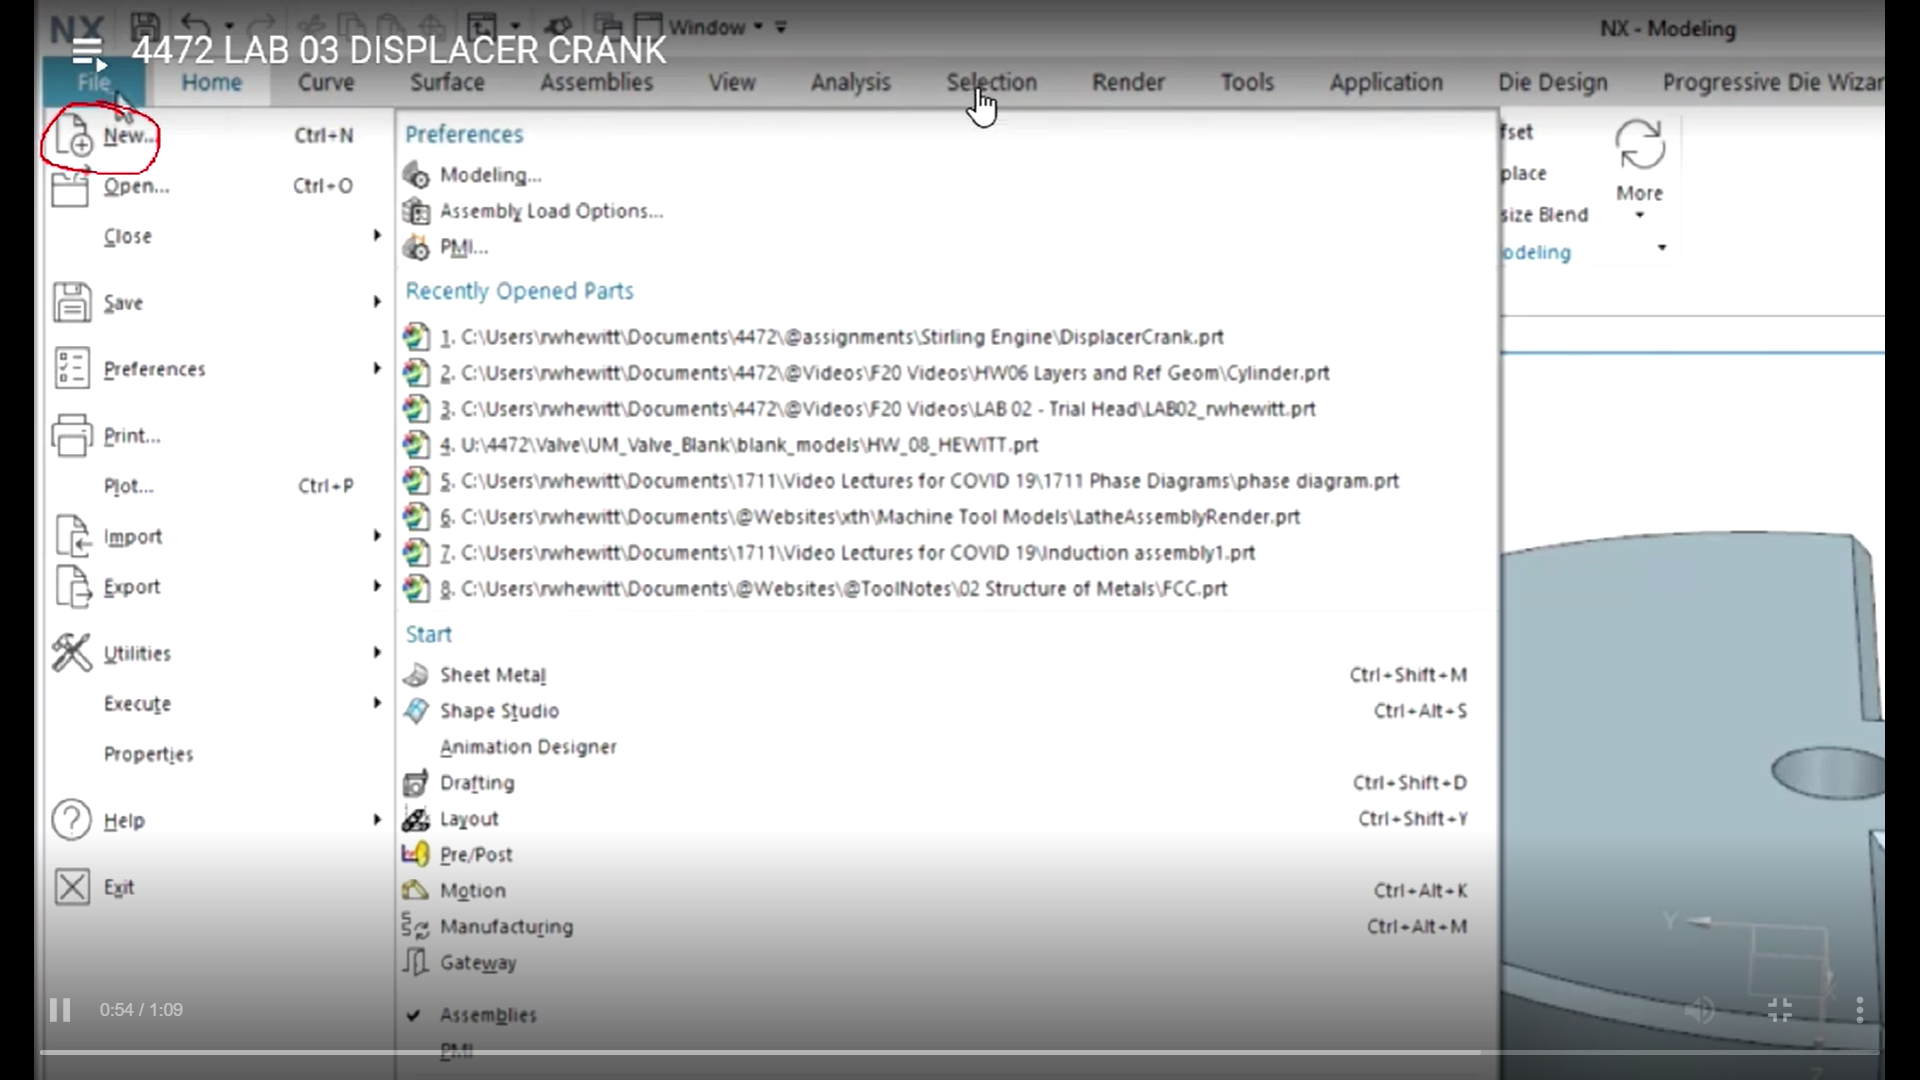 NX Window NX - Modeling
4472 LAB 03 DISPLACER CRANK
File Home Curve Surface Assemblies View Analysis Selection Render Tools Application Die Design Progressive Die Wizar
New... Ctrl+N
Open... Ctrl+O
Close
Save
Preferences
Print...
Plot... Ctrl+P
Import
Export
Utilities
Execute
Properties
Help
Exit
Preferences
Modeling...
Assembly Load Options...
PMI...
Recently Opened Parts
1. C:\Users\rwhewitt\Documents\4472\@assignments\Stirling Engine\DisplacerCrank.prt
2. C:\Users\rwhewitt\Documents\4472\@Videos\F20 Videos\HW06 Layers and Ref Geom\Cylinder.prt
3. C:\Users\rwhewitt\Documents\4472\@Videos\F20 Videos\LAB 02 - Trial Head\LAB02_rwhewitt.prt
4. U:\4472\Valve\UM_Valve_Blank\blank_models\HW_08_HEWITT.prt
5. C:\Users\rwhewitt\Documents\1711\Video Lectures for COVID 19\1711 Phase Diagrams\phase diagram.prt
6. C:\Users\rwhewitt\Documents\@Websites\xth\Machine Tool Models\LatheAssemblyRender.prt
7. C:\Users\rwhewitt\Documents\1711\Video Lectures for COVID 19\Induction assembly1.prt
8. C:\Users\rwhewitt\Documents\@Websites\@ToolNotes\02 Structure of Metals\FCC.prt
Start
Sheet Metal Ctrl+Shift+M
Shape Studio Ctrl+Alt+S
Animation Designer
Drafting Ctrl+Shift+D
Layout Ctrl+Shift+Y
Pre/Post
Motion Ctrl+Alt+K
Manufacturing Ctrl+Alt+M
Gateway
Assemblies
PMI
fset
place
size Blend
odeling
More
Y
X
Z
0:54 / 1:09